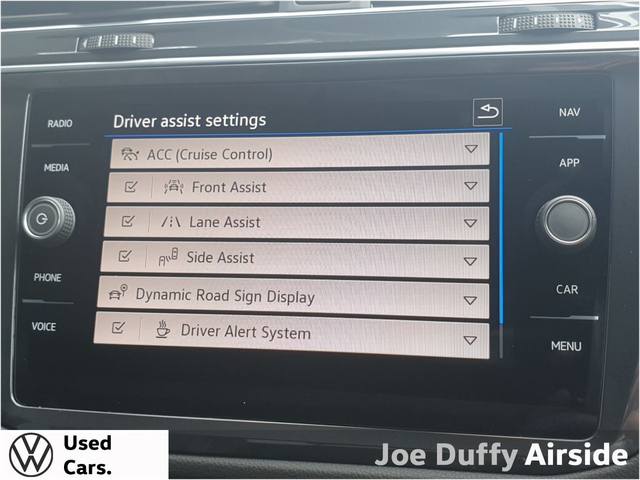 Driver assist settings
RADIO
MEDIA
PHONE
VOICE
ACC (Cruise Control)
Front Assist
Lane Assist
Side Assist
Dynamic Road Sign Display
Driver Alert System
NAV
APP
CAR
MENU
Used
Cars.
Joe Duffy Airside